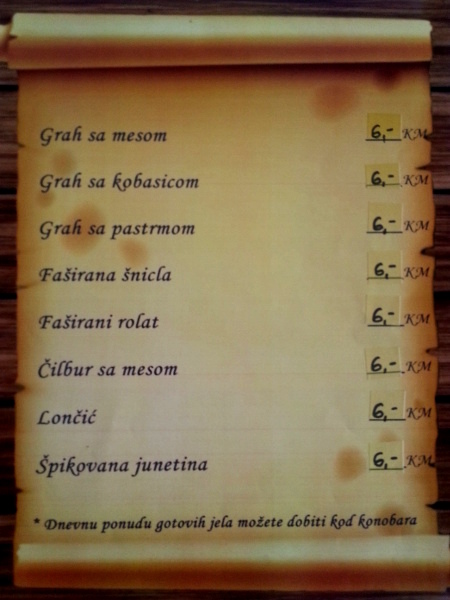 Grah sa mesom 6,- KM
Grah sa kobasicom 6,- KM
Grah sa pastrmom 6,- KM
Faširana šnicla 6,- KM
Faširani rolat 6,- KM
Čilbur sa mesom 6,- KM
Lončić 6,- KM
Špikovana junetina 6,- KM
* Dnevnu ponudu gotovih jela možete dobiti kod konobara